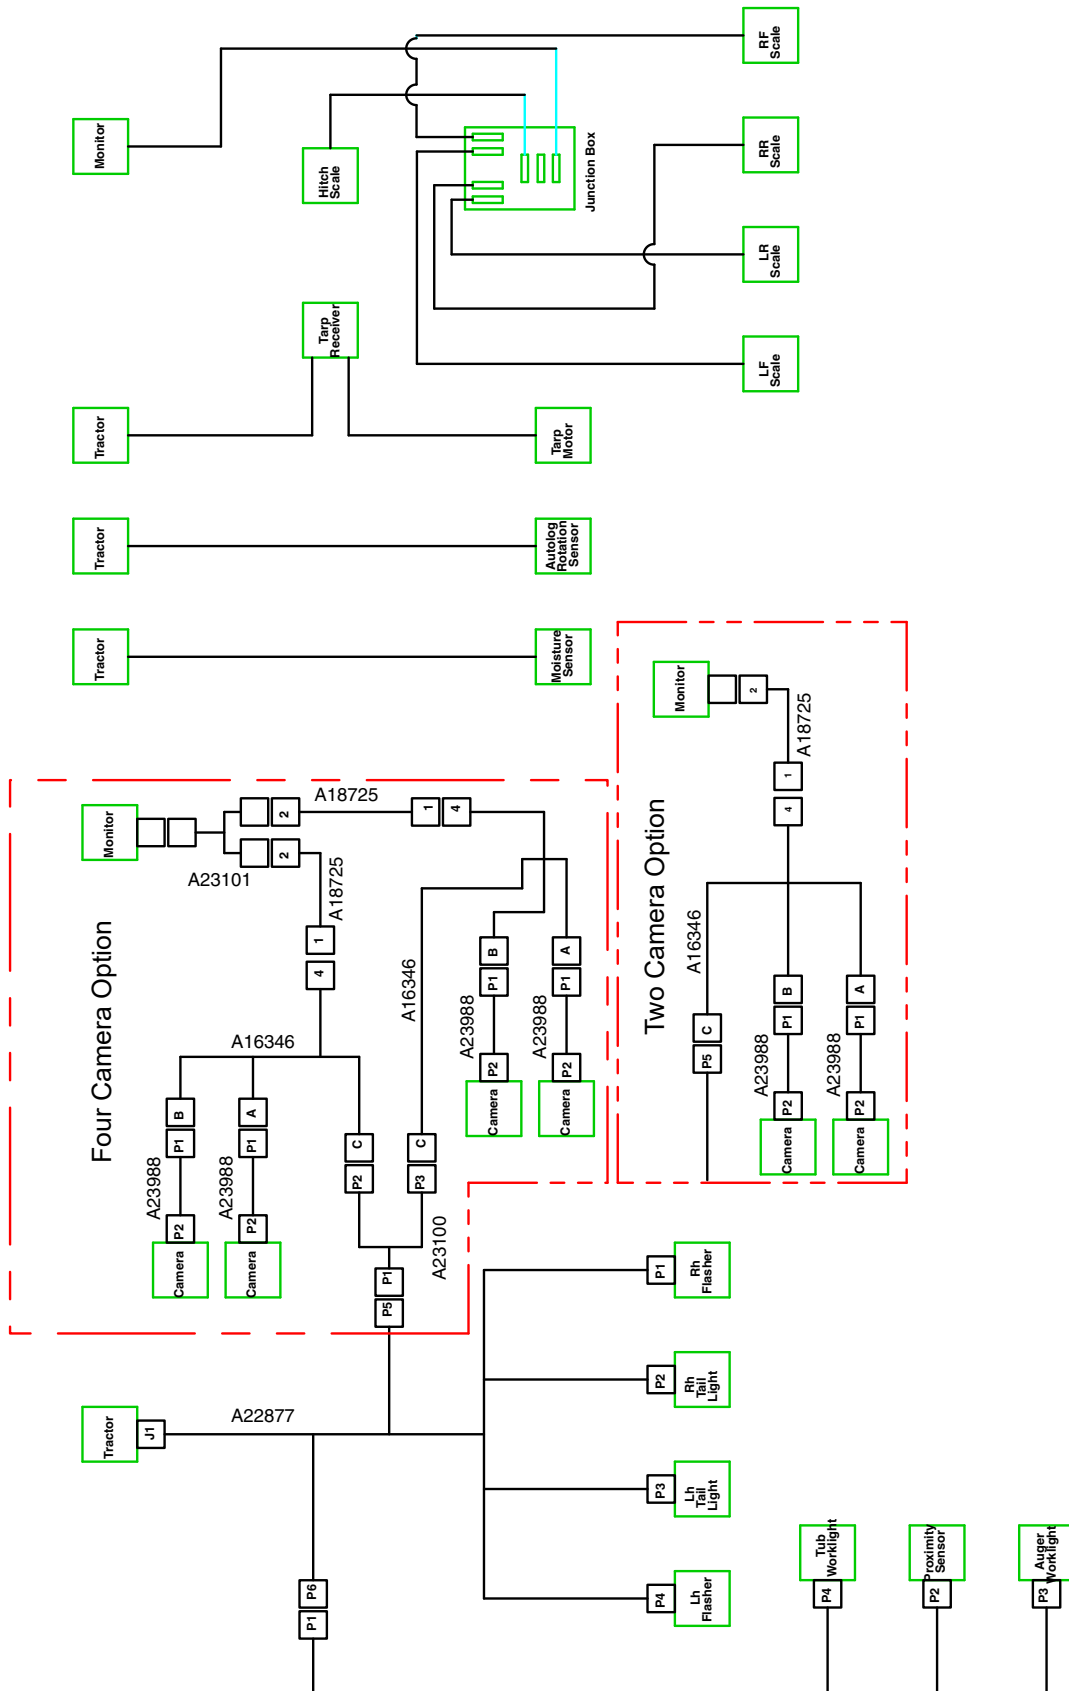 RF
Scale
RR
Scale
LR
Scale
LF
Scale
Junction Box
Monitor
Hitch
Scale
Tarp
Receiver
Tractor
Tarp
Motor
Tractor
Autolog
Rotation
Sensor
Tractor
Moisture
Sensor
Four Camera Option
Monitor
A23101
2
2
A18725
A18725
1
4
1
4
A16346
A16346
B
P1
A23988
P2
Camera
A
P1
A23988
P2
Camera
C
P2
C
P3
A23100
P1
P5
B
P1
A23988
P2
Camera
A
P1
A23988
P2
Camera
Two Camera Option
Monitor
2
A18725
1
4
A16346
C
P5
B
P1
A23988
P2
Camera
A
P1
A23988
P2
Camera
Tractor
J1
A22877
P6
P1
P1
Rh
Flasher
P2
Rh
Tail
Light
P3
Lh
Tail
Light
P4
Lh
Flasher
Tub
Worklight
P4
Proximity
Sensor
P2
Auger
Worklight
P3